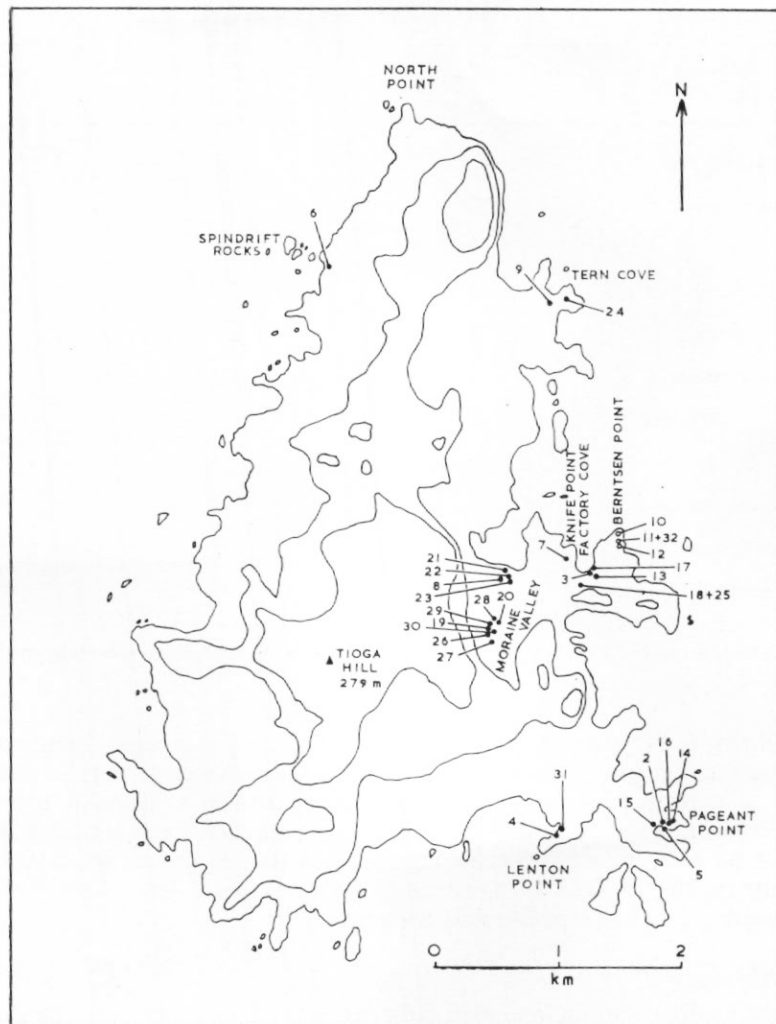 NORTH
POINT
N
6
SPINDRIFT
ROCKS
9
TERN COVE
24
KNIFE POINT
FACTORY COVE
BERNTSEN POINT
10
11+32
12
7
17
3
13
18+25
21
22
8
23
28
20
29
19
30
26
27
MORAINE
VALLEY
TIOGA
HILL
279 m
16
2
14
31
15
4
PAGEANT
POINT
5
LENTON
POINT
0
1
2
km